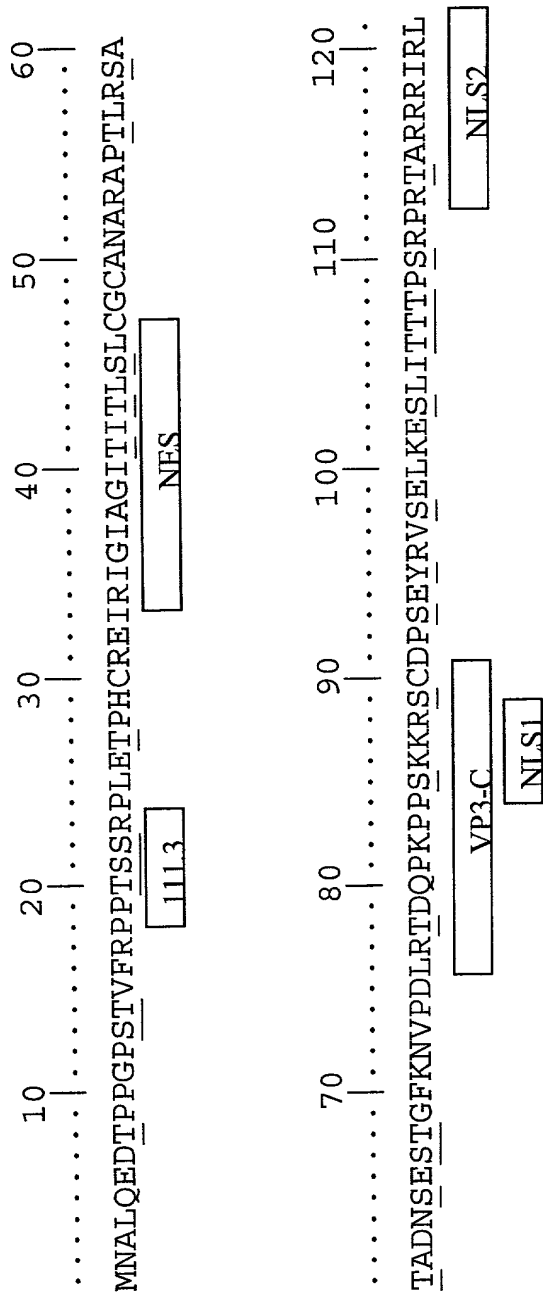 10 20 30 40 50 60
MNALQEDTPPGPSTVFRPPTSSRPLETPHCREIRIGIAGITITLSLCGCANARAPTLRSA
111.3 NES
70 80 90 100 110 120
TADNSESTGFKNVPDLRTDQPKPPSKKRSCDPSEYRVSELKESLITTTPSRPRTARRRIRL
VP3-C NLS2
NLS1